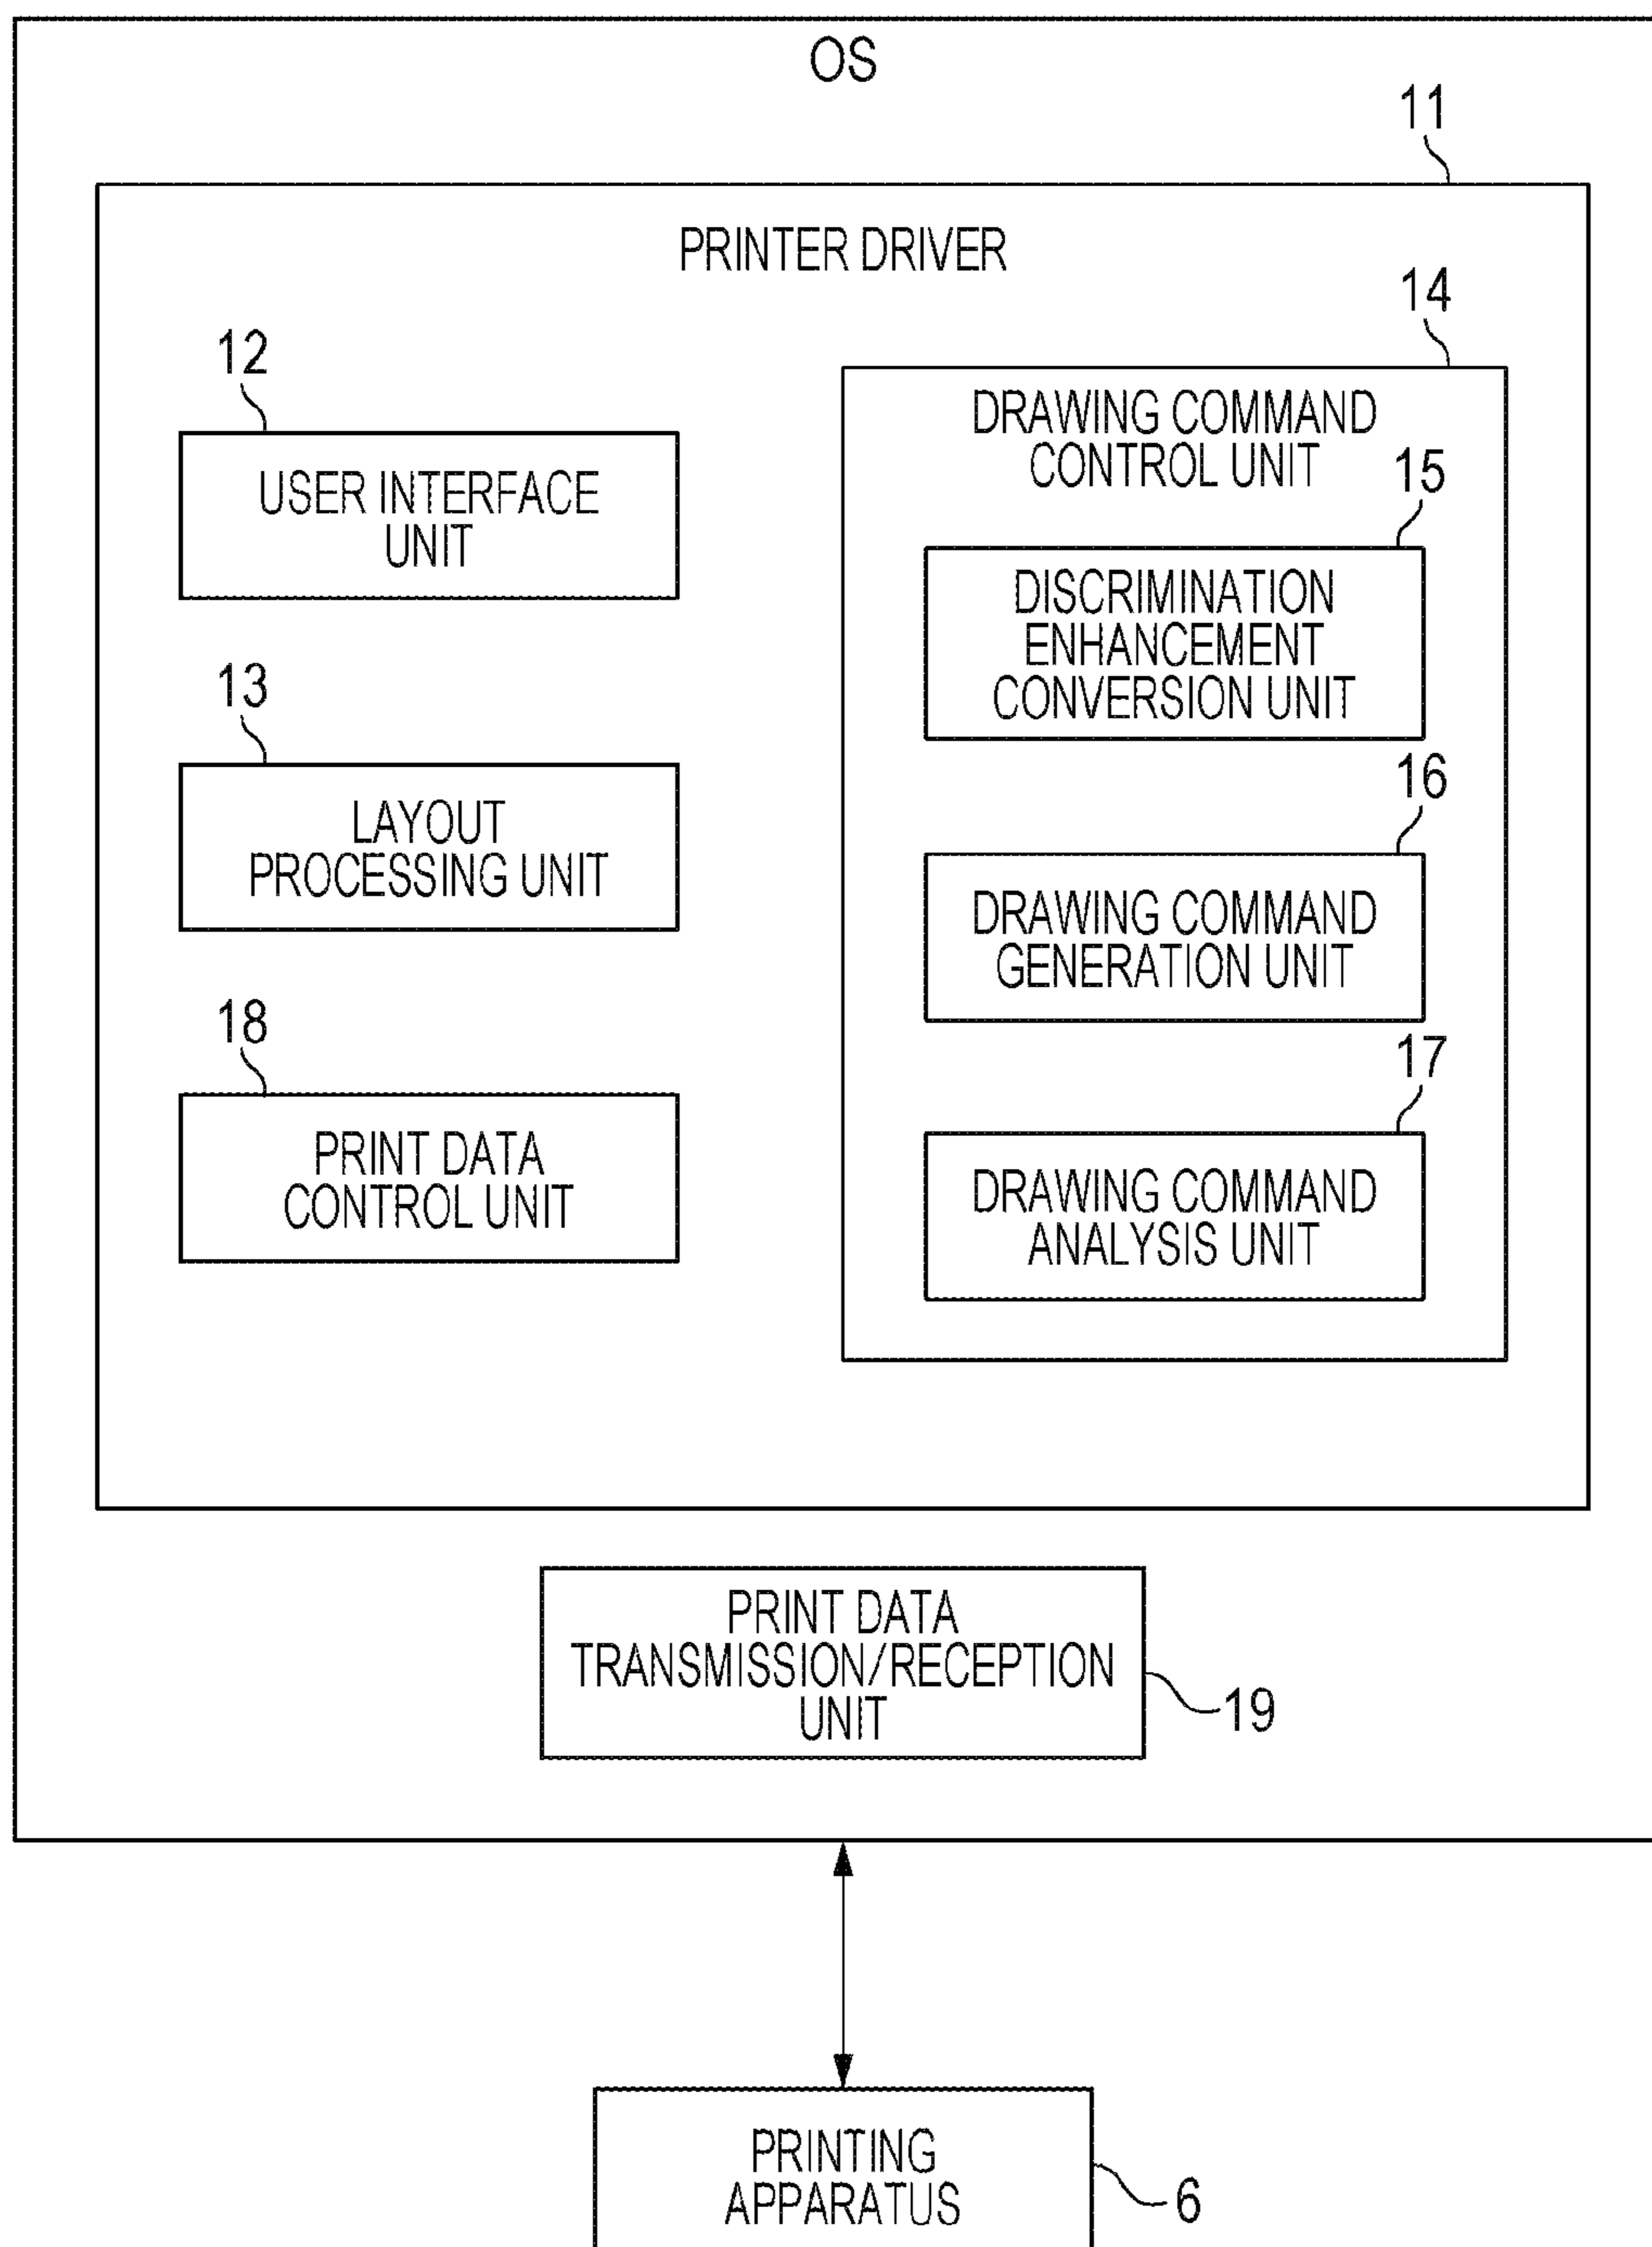 OS
11
PRINTER DRIVER
14
12
USER INTERFACE
UNIT
DRAWING COMMAND
CONTROL UNIT
15
DISCRIMINATION
ENHANCEMENT
CONVERSION UNIT
13
LAYOUT
PROCESSING UNIT
16
DRAWING COMMAND
GENERATION UNIT
18
PRINT DATA
CONTROL UNIT
17
DRAWING COMMAND
ANALYSIS UNIT
PRINT DATA
TRANSMISSION/RECEPTION
UNIT
19
PRINTING
APPARATUS
6